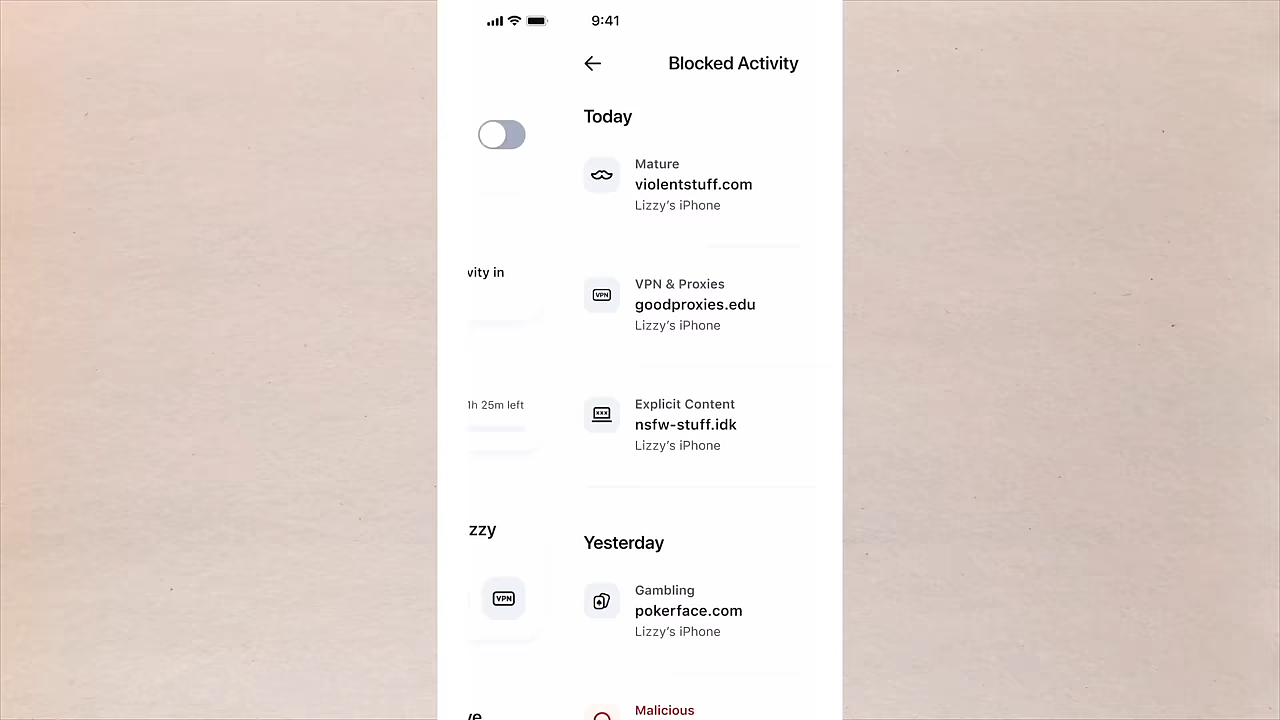 9:41
Blocked Activity
Today
Mature
violentstuff.com
Lizzy's iPhone
vity in
VPN & Proxies
VPN
goodproxies.edu
Lizzy's iPhone
1h 25m left
Explicit Content
xxx
nsfw-stuff.idk
Lizzy's iPhone
zzy
Yesterday
VPN
Gambling
pokerface.com
Lizzy's iPhone
ve
Malicious